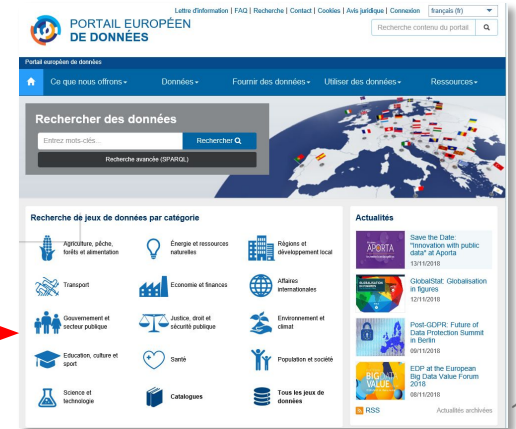 Lettre d'information | FAQ | Recherche | Contact | Cookies | Avis juridique | Connexion français (fr)
PORTAIL EUROPÉEN
DE DONNÉES
Recherche contenu du portail
Portail européen de données
Ce que nous offrons Données Fournir des données Utiliser des données Ressources
Rechercher des données
Entrez mots-clés...
Rechercher
Recherche avancée (SPARQL)
Recherche de jeux de données par catégorie
Agriculture, pêche,
forêts et alimentation
Énergie et ressources
naturelles
Régions et
développement local
Transport
Economie et finances
Affaires
internationales
Gouvernement et
secteur publique
Justice, droit et
sécurité publique
Environnement et
climat
Education, culture et
sport
Santé
Population et société
Science et
technologie
Catalogues
Tous les jeux de
données
Actualités
APORTA
Save the Date:
"Innovation with public
data" at Aporta
13/11/2018
GlobalStat: Globalisation
in figures
12/11/2018
Post-GDPR: Future of
Data Protection Summit
in Berlin
09/11/2018
BIG
VALUE
EDP at the European
Big Data Value Forum
2018
08/11/2018
RSS
Actualités archivées